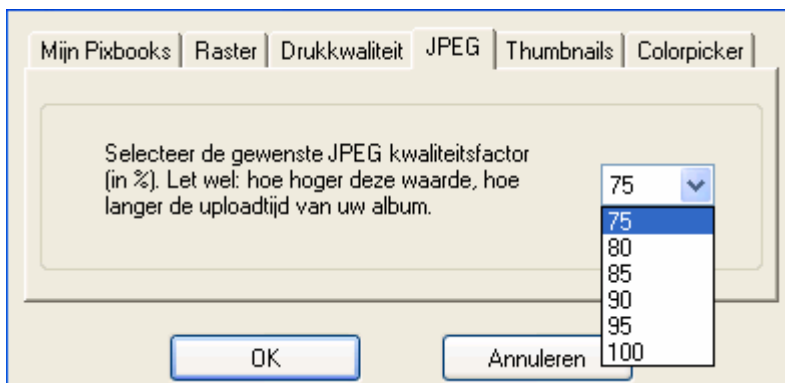 Mijn Pixbooks Raster Drukkwaliteit JPEG Thumbnails Colorpicker
Selecteer de gewenste JPEG kwaliteitsfactor
(in %). Let wel: hoe hoger deze waarde, hoe
langer de uploadtijd van uw album.
75
75
80
85
90
95
100
OK Annuleren